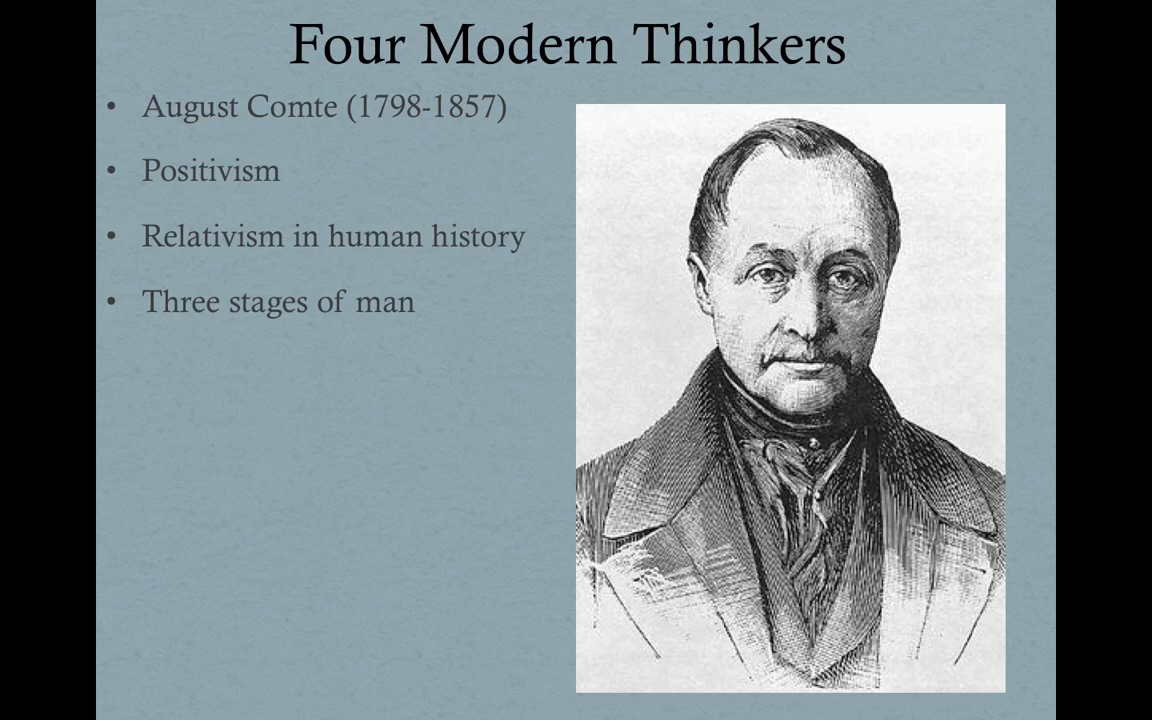 Four Modern Thinkers
• August Comte (1798-1857)
• Positivism
• Relativism in human history
• Three stages of man